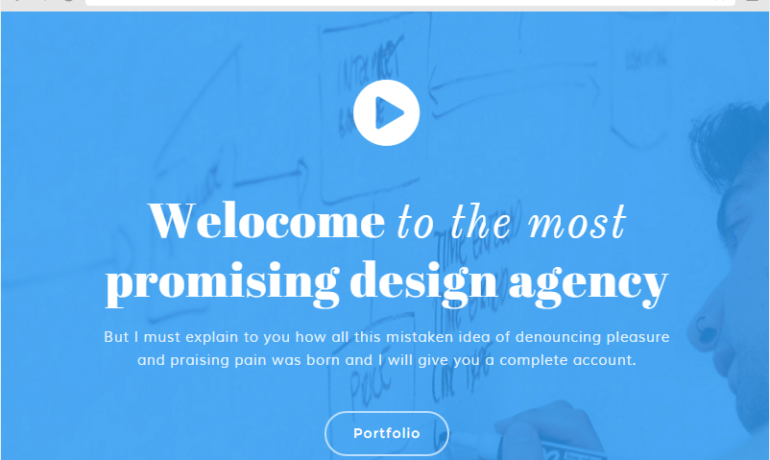 Welocome to the most
promising design agency
But I must explain to you how all this mistaken idea of denouncing pleasure
and praising pain was born and I will give you a complete account.
Portfolio